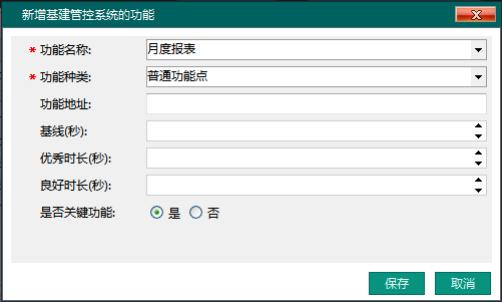 新增基建管控系统的功能
* 功能名称: 月度报表
* 功能种类: 普通功能点
功能地址:
基线(秒):
优秀时长(秒):
良好时长(秒):
是否关键功能: 是 否
保存 取消